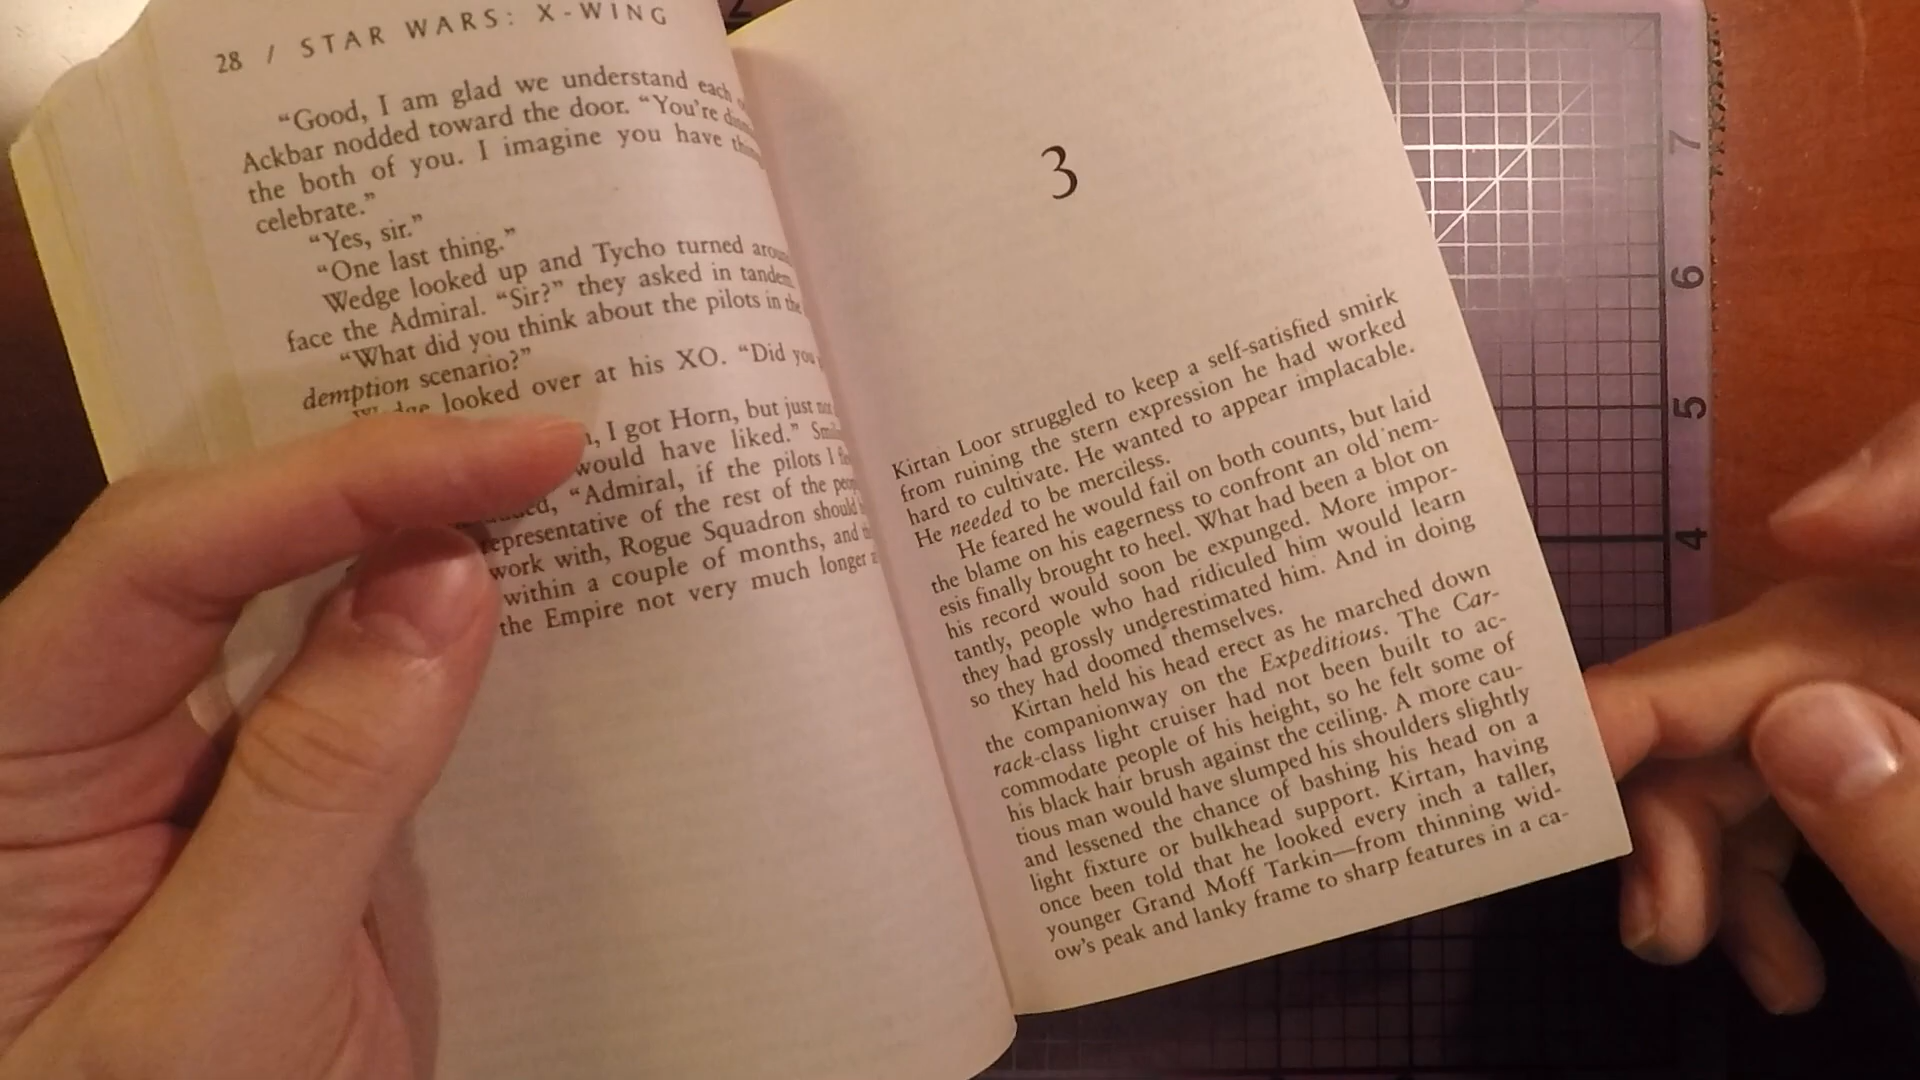 28 / STAR WARS: X-WING
“Good, I am glad we understand each
Ackbar nodded toward the door. “You’re
the both of you. I imagine you have
celebrate.”
“Yes, sir.”
“One last thing.”
Wedge looked up and Tycho turned
face the Admiral. “Sir?” they asked in tandem.
“What did you think about the pilots in the
demption scenario?”
looked over at his XO. “Did you
I got Horn, but just not
would have liked.”
“Admiral, if the pilots I
representative of the rest of the
work with, Rogue Squadron should
within a couple of months, and
the Empire not very much longer
3
Kirtan Loor struggled to keep a self-satisfied smirk
from ruining the stern expression he had worked
hard to cultivate. He wanted to appear implacable.
He needed to be merciless.
He feared he would fail on both counts, but laid
the blame on his eagerness to confront an old nem-
esis finally brought to heel. What had been a blot on
his record would soon be expunged. More impor-
tantly, people who had ridiculed him would learn
they had grossly underestimated him. And in doing
so they had doomed themselves.
Kirtan held his head erect as he marched down
the companionway on the Expeditious. The Car-
rack-class light cruiser had not been built to ac-
commodate people of his height, so he felt some of
his black hair brush against the ceiling. A more cau-
tious man would have slumped his shoulders slightly
and lessened the chance of bashing his head on a
light fixture or bulkhead support. Kirtan, having
once been told that he looked every inch a taller,
younger Grand Moff Tarkin—from thinning wid-
ow’s peak and lanky frame to sharp features in a ca-
7
6
5
4